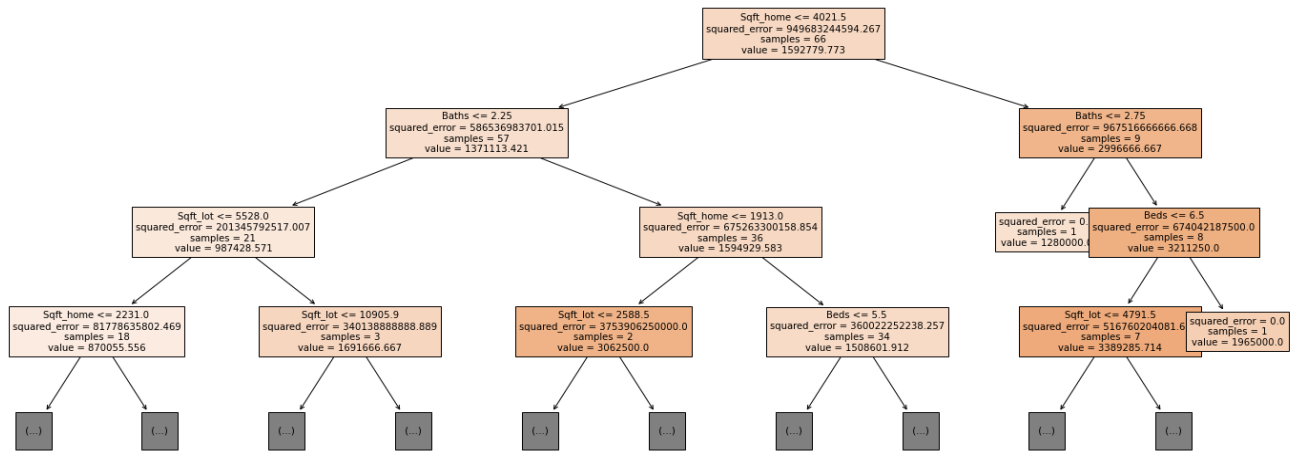 Sqft_home <= 4021.5
squared_error = 949683244594.267
samples = 66
value = 1592779.773
Baths <= 2.25
squared_error = 586536983701.015
samples = 57
value = 1371113.421
Baths <= 2.75
squared_error = 967516666666.668
samples = 9
value = 2996666.667
Sqft_lot <= 5528.0
squared_error = 201345792517.007
samples = 21
value = 987428.571
Sqft_home <= 1913.0
squared_error = 675263300158.854
samples = 36
value = 1594929.583
squared_error = 0.
samples = 1
value = 1280000.
Beds <= 6.5
squared_error = 674042187500.0
samples = 8
value = 3211250.0
Sqft_home <= 2231.0
squared_error = 81778635802.469
samples = 18
value = 870055.556
Sqft_lot <= 10905.9
squared_error = 340138888888.889
samples = 3
value = 1691666.667
Sqft_lot <= 2588.5
squared_error = 3753906250000.0
samples = 2
value = 3062500.0
Beds <= 5.5
squared_error = 360022252238.257
samples = 34
value = 1508601.912
Sqft_lot <= 4791.5
squared_error = 516760204081.6
samples = 7
value = 3389285.714
squared_error = 0.0
samples = 1
value = 1965000.0
(...)
(...)
(...)
(...)
(...)
(...)
(...)
(...)
(...)
(...)